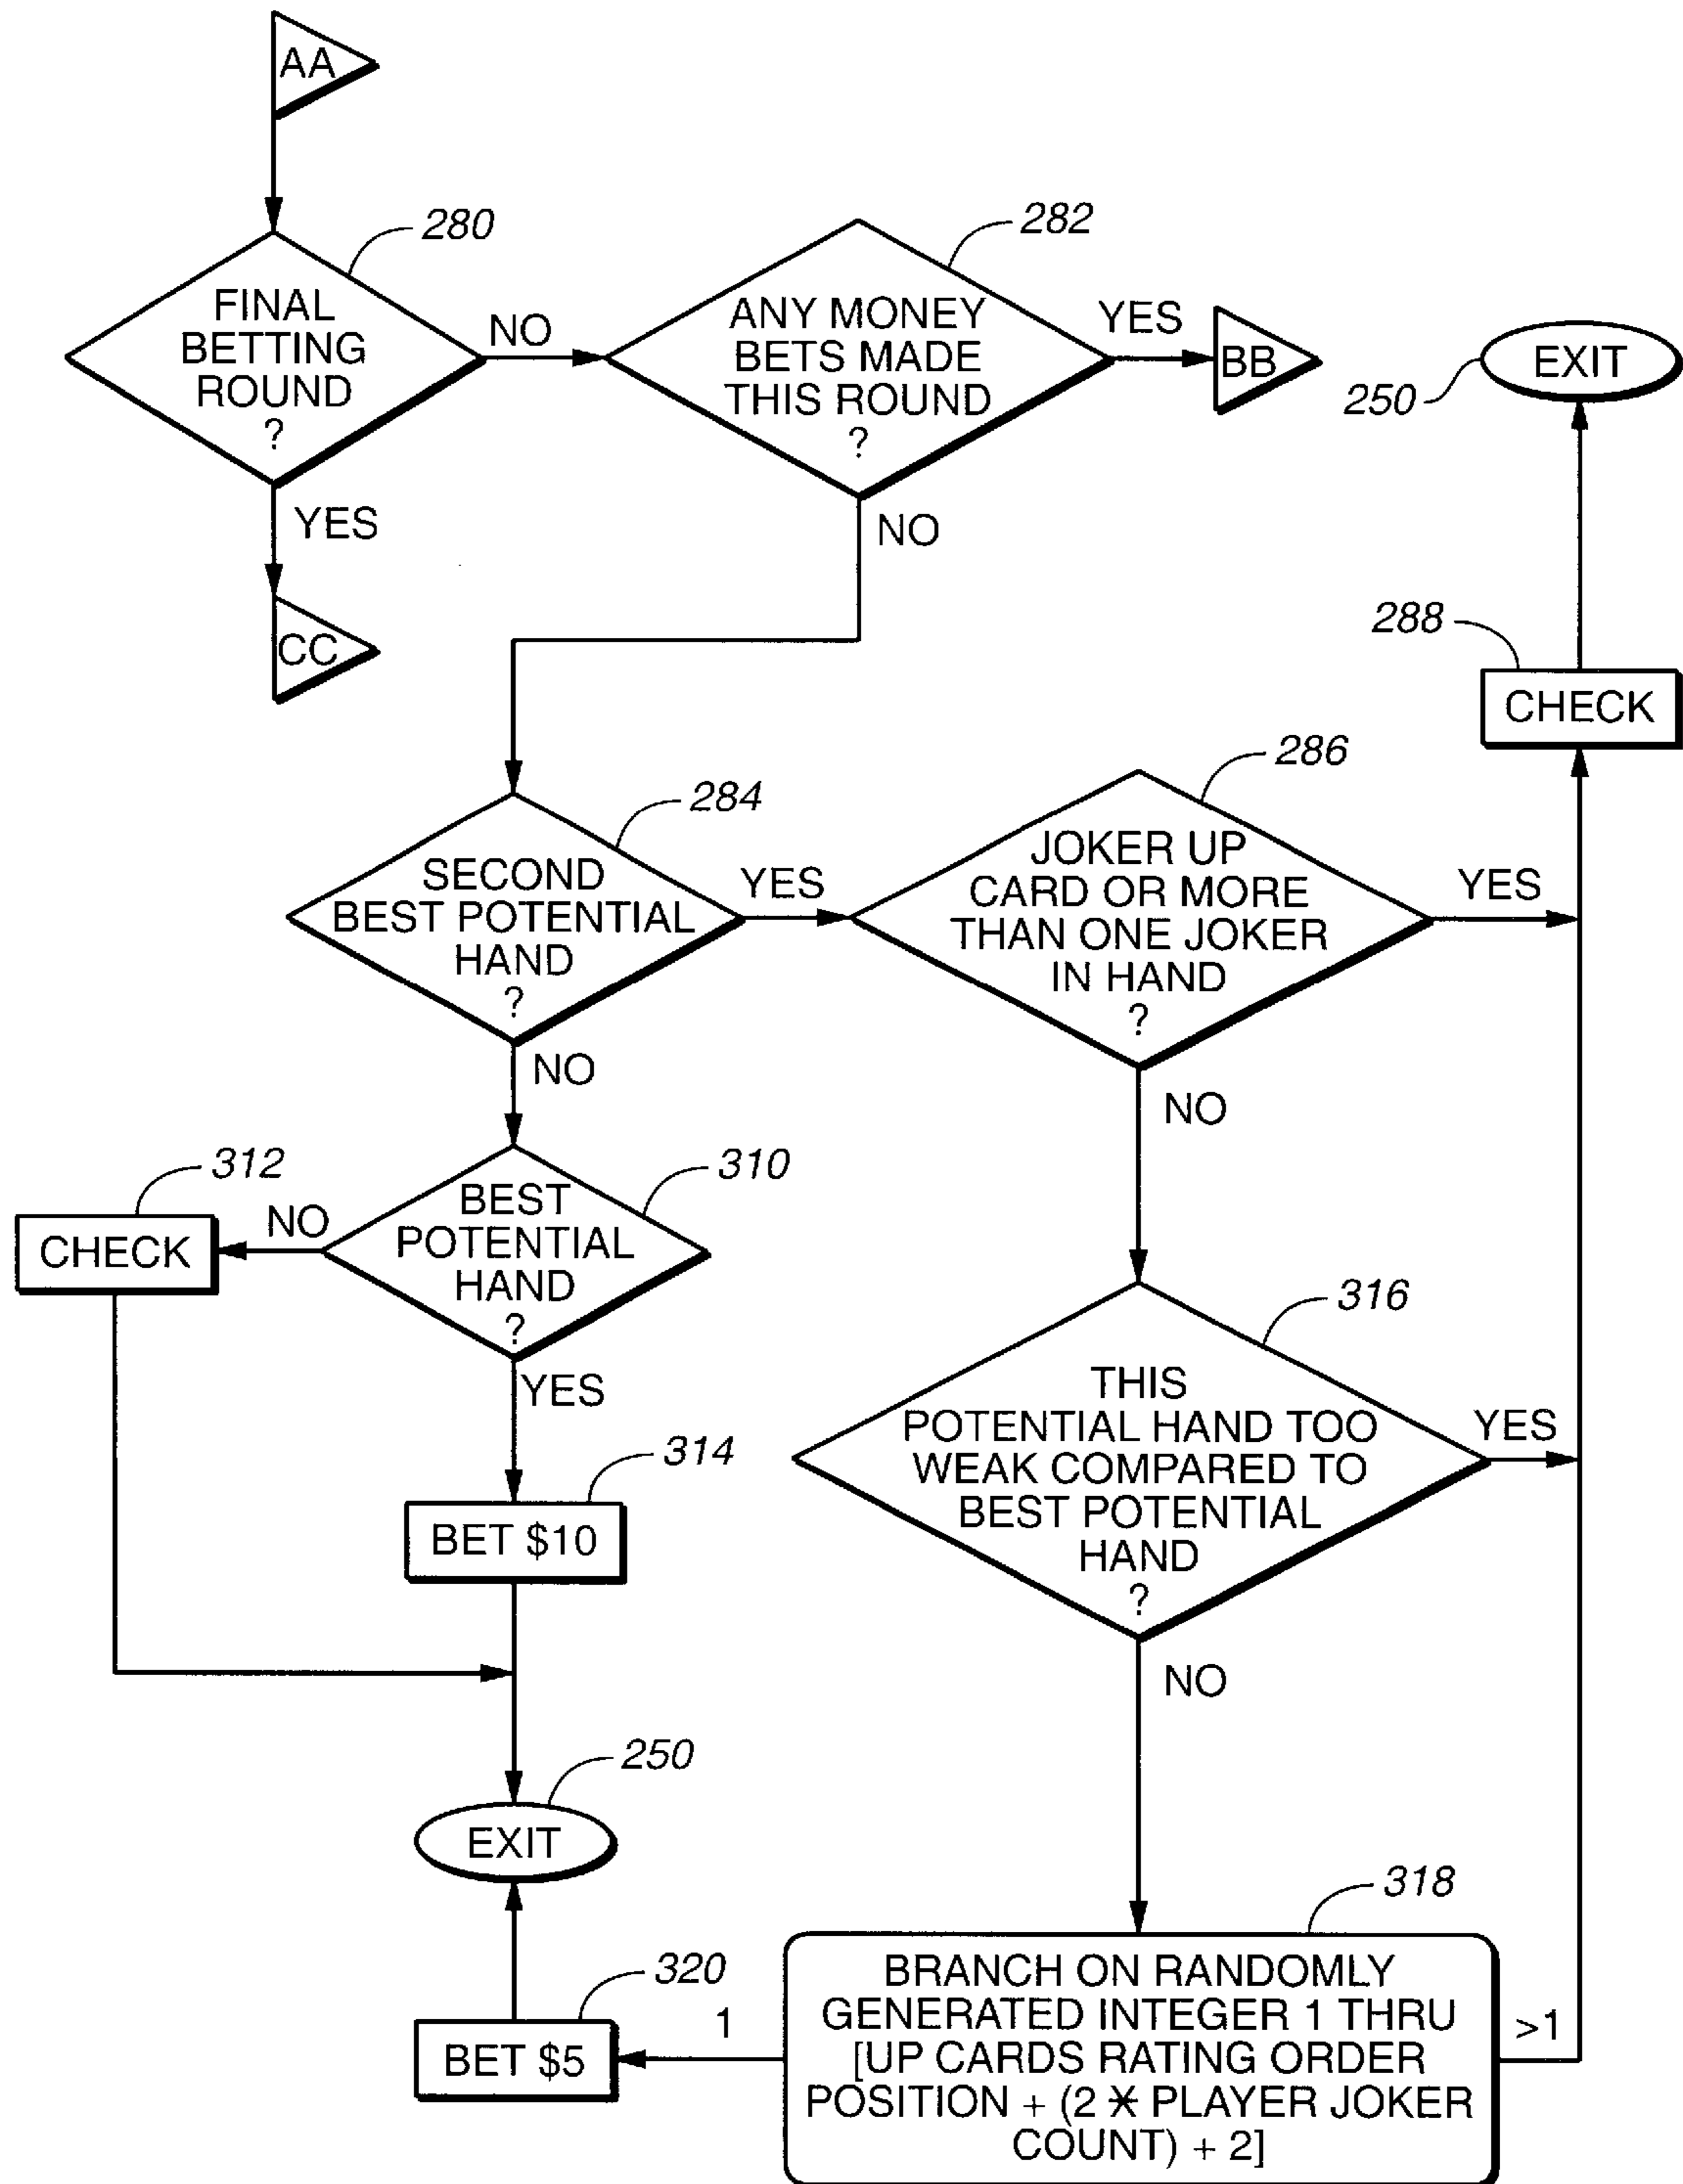 AA
280
FINAL
BETTING
ROUND
?
NO
YES
CC
282
ANY MONEY
BETS MADE
THIS ROUND
?
YES
BB
NO
EXIT
250
288
CHECK
284
SECOND
BEST POTENTIAL
HAND
?
YES
NO
286
JOKER UP
CARD OR MORE
THAN ONE JOKER
IN HAND
?
YES
NO
312
CHECK
NO
310
BEST
POTENTIAL
HAND
?
YES
314
BET $10
316
THIS
POTENTIAL HAND TOO
WEAK COMPARED TO
BEST POTENTIAL
HAND
?
YES
NO
250
EXIT
320
BET $5
1
318
BRANCH ON RANDOMLY
GENERATED INTEGER 1 THRU
[UP CARDS RATING ORDER
POSITION + (2 * PLAYER JOKER
COUNT) + 2]
>1